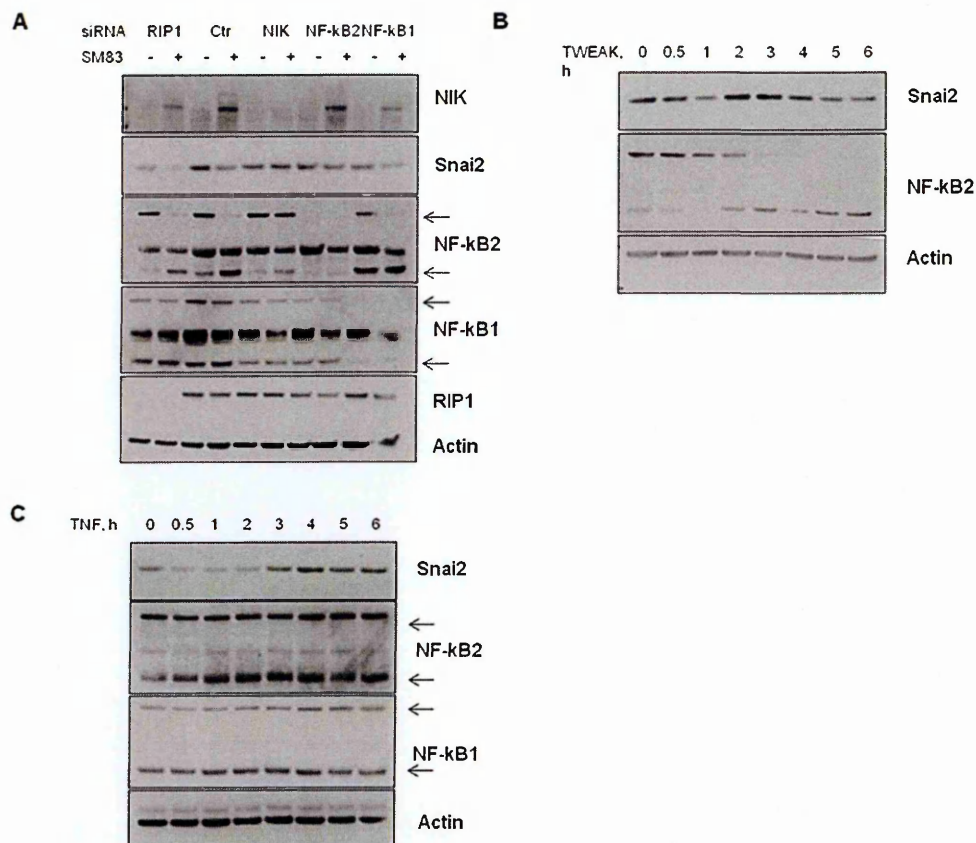 A
siRNA RIP1 Ctr NIK NF-kB2NF-kB1
SM83 - + - + - + - + - +
NIK
Snai2
NF-kB2
NF-kB1
RIP1
Actin
B
TWEAK, 0 0.5 1 2 3 4 5 6
h
Snai2
NF-kB2
Actin
C
TNF, h 0 0.5 1 2 3 4 5 6
Snai2
NF-kB2
NF-kB1
Actin